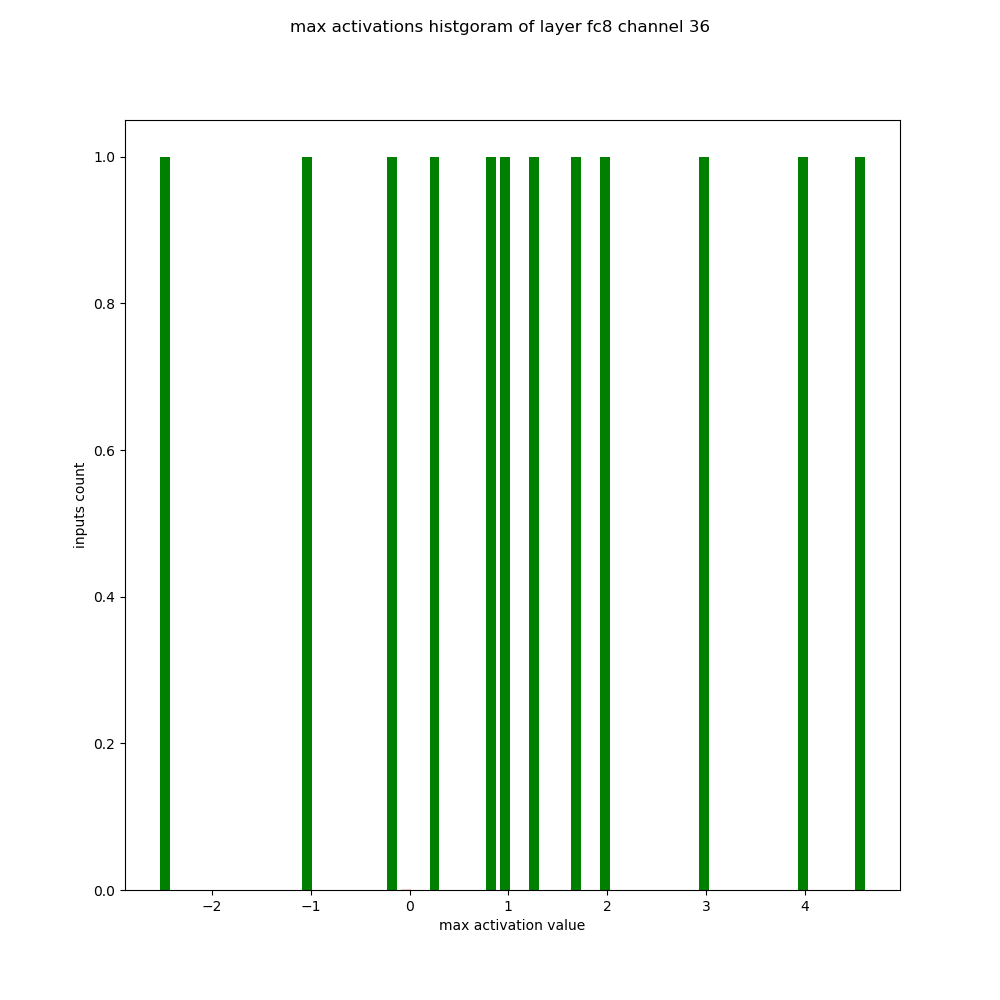 max activations histgoram of layer fc8 channel 36
1.0
0.8
0.6
0.4
0.2
0.0
inputs count
−2 −1 0 1 2 3 4
max activation value